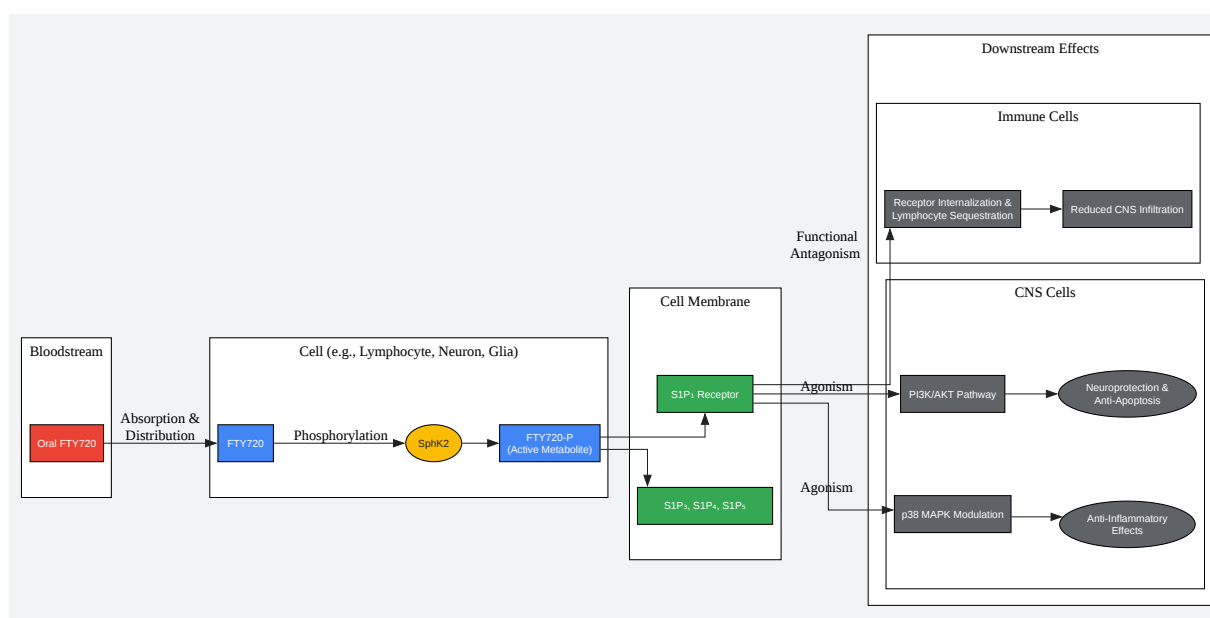 Downstream Effects
Immune Cells
Receptor Internalization &
Lymphocyte Sequestration
Reduced CNS Infiltration
Functional
Antagonism
CNS Cells
Cell Membrane
Bloodstream
Cell (e.g., Lymphocyte, Neuron, Glia)
S1P₁ Receptor
Agonism
PI3K/AKT Pathway
Neuroprotection &
Anti-Apoptosis
Absorption &
Distribution
Oral FTY720
FTY720
Phosphorylation
SphK2
FTY720-P
(Active Metabolite)
Agonism
S1P₃, S1P₄, S1P₅
p38 MAPK Modulation
Anti-Inflammatory
Effects